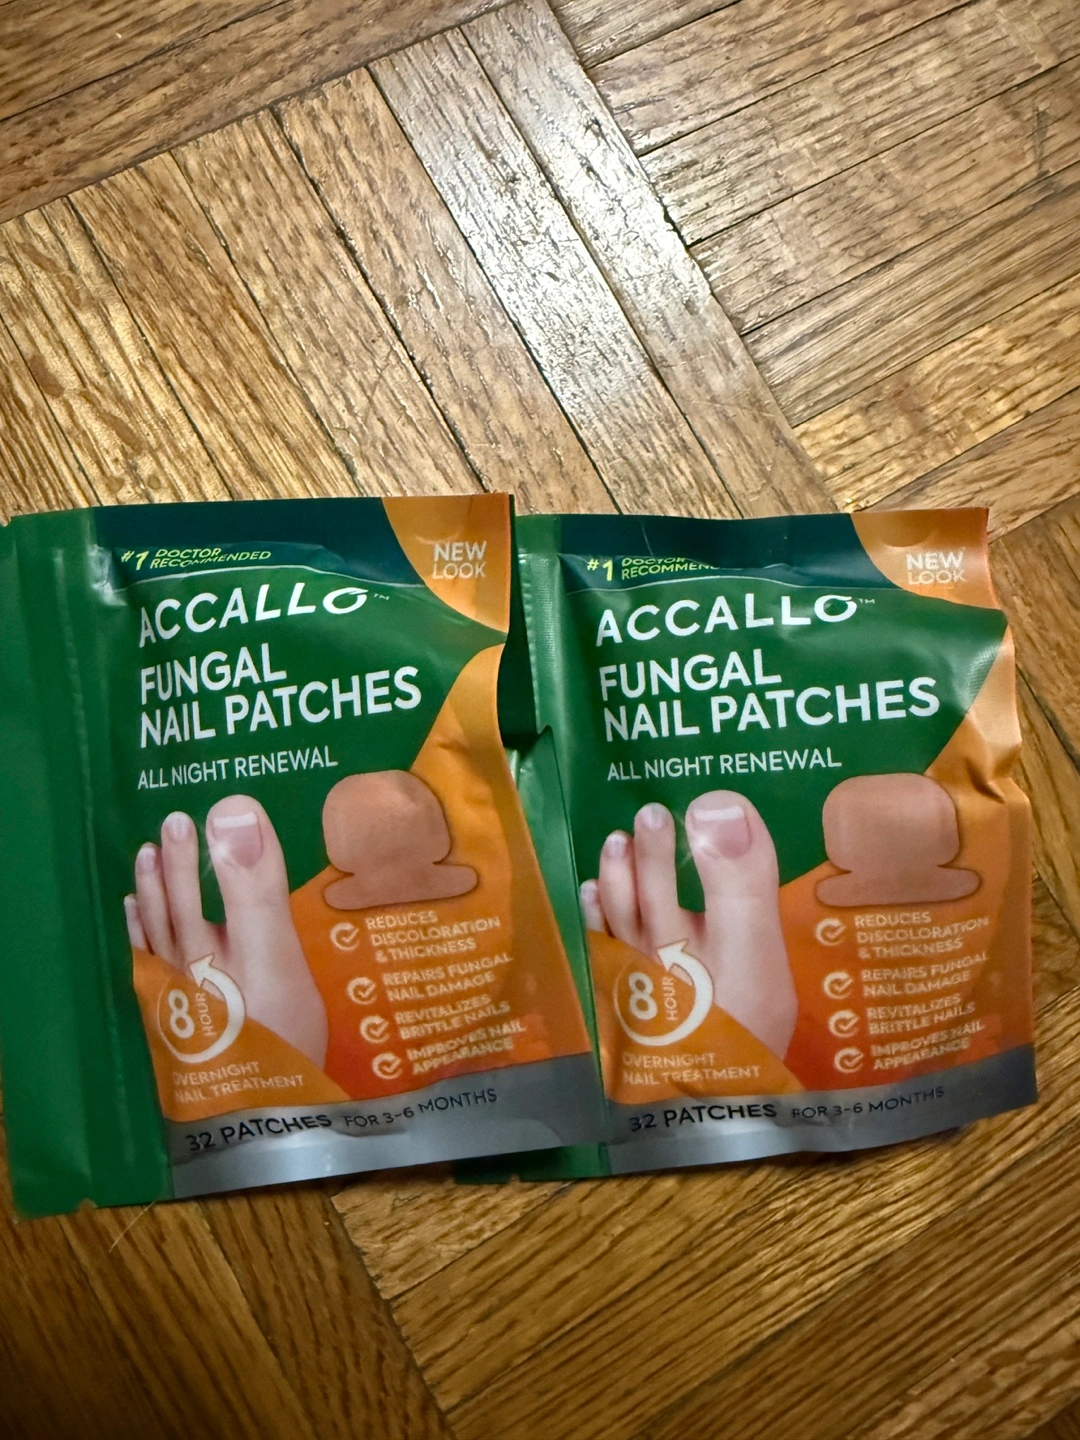 #1 DOCTOR
RECOMMENDED
NEW
LOOK
ACCALLO™
FUNGAL
NAIL PATCHES
ALL NIGHT RENEWAL
REDUCES
DISCOLORATION
& THICKNESS
REPAIRS FUNGAL
NAIL DAMAGE
REVITALIZES
BRITTLE NAILS
IMPROVES NAIL
APPEARANCE
8
HOUR
OVERNIGHT
NAIL TREATMENT
32 PATCHES FOR 3-6 MONTHS
#1 DOCTOR
NEW
LOOK
ACCALLO™
FUNGAL
NAIL PATCHES
ALL NIGHT RENEWAL
REDUCES
DISCOLORATION
& THICKNESS
REPAIRS FUNGAL
NAIL DAMAGE
REVITALIZES
BRITTLE NAILS
IMPROVES NAIL
APPEARANCE
8
HOUR
OVERNIGHT
NAIL TREATMENT
32 PATCHES FOR 3-6 MONTHS